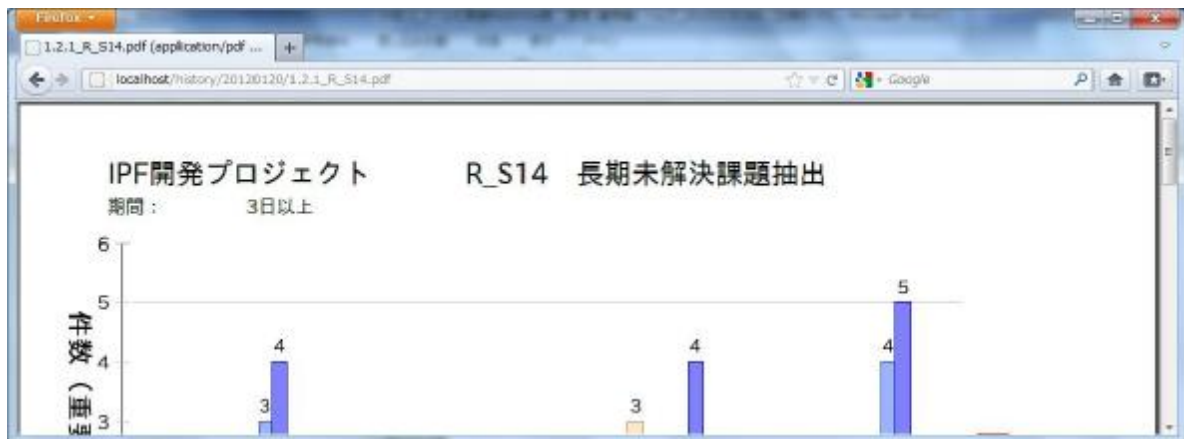 Firefox
1.2.1_R_S14.pdf (application/pdf ...
localhost/history/20120120/1.2.1_R_S14.pdf
Google
IPF開発プロジェクト R_S14 長期未解決課題抽出
期間： 3日以上
6
5
5
4
4
4
4
3
3
3
件数（重要